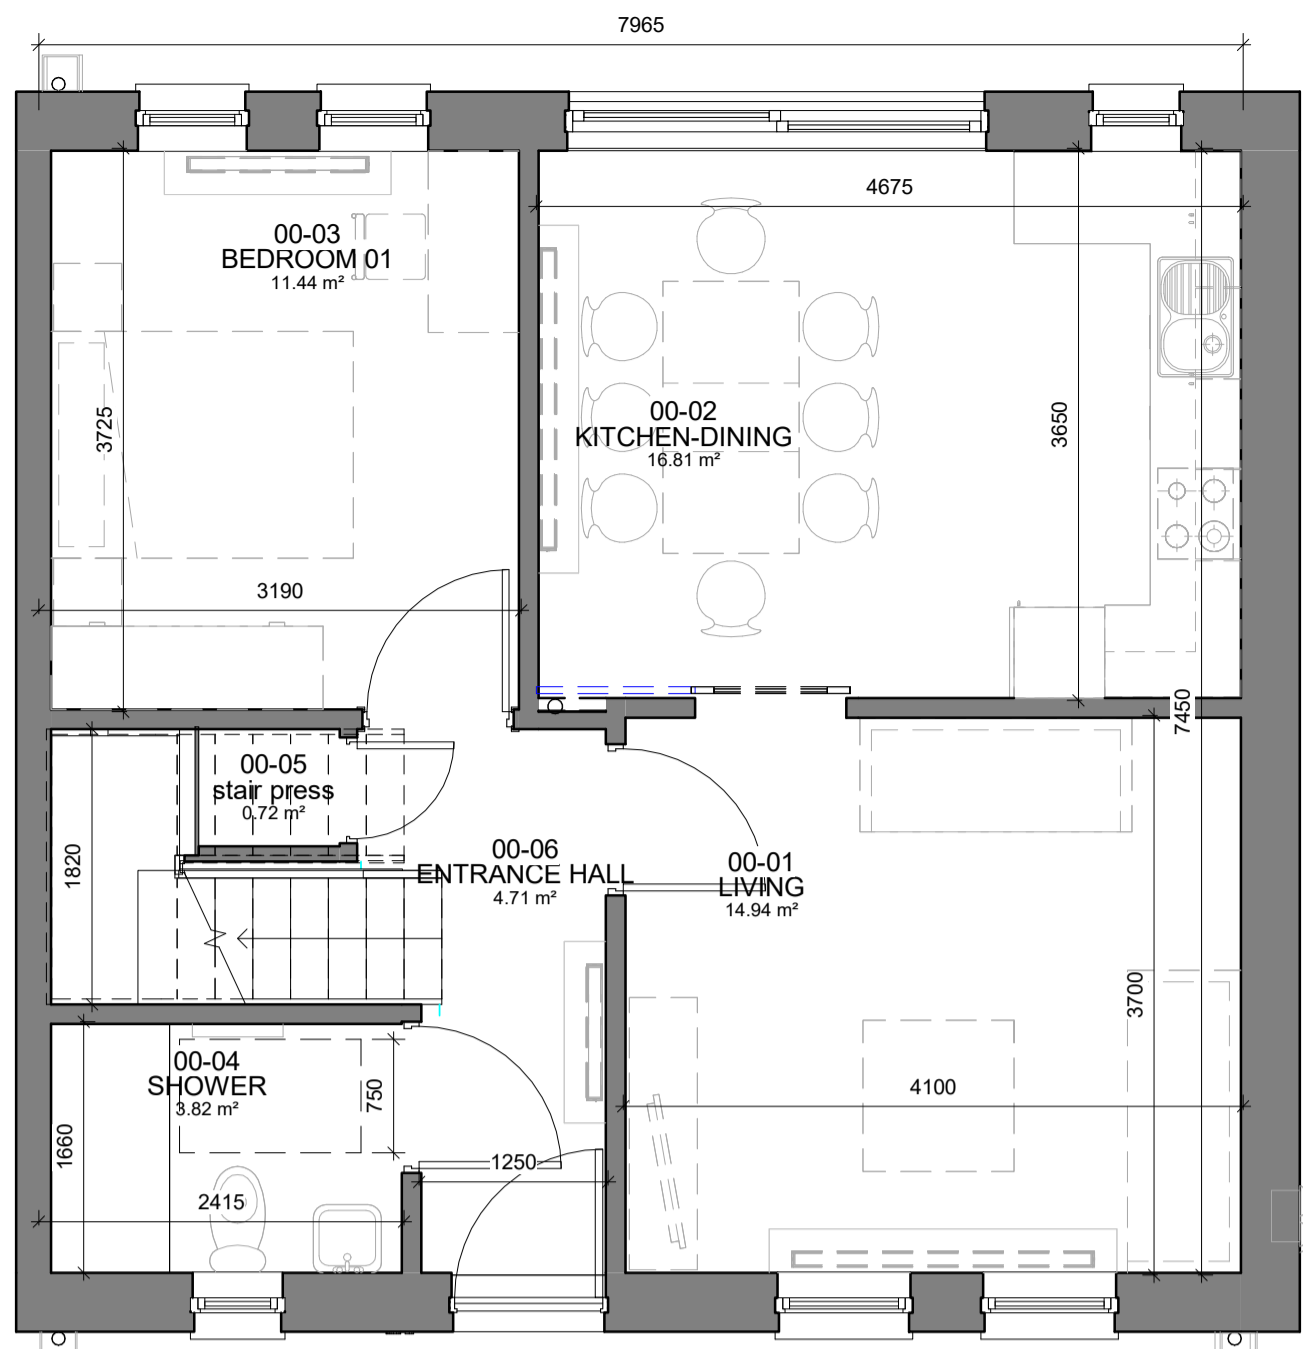 7965
4675
00-03
BEDROOM 01
11.44 m²
3725
00-02
KITCHEN-DINING
16.81 m²
3650
3190
7450
00-05
stair press
0.72 m²
1820
00-06
ENTRANCE HALL
4.71 m²
00-01
LIVING
14.94 m²
3700
00-04
SHOWER
3.82 m²
750
4100
1660
1250
2415